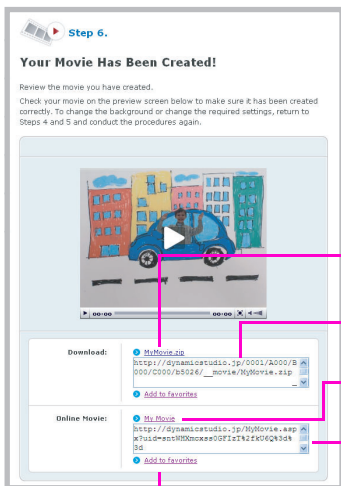 Step 6.
Your Movie Has Been Created!
Review the movie you have created.
Check your movie on the preview screen below to make sure it has been created
correctly. To change the background or change the required settings, return to
Steps 4 and 5 and conduct the procedures again.
00:00 00:00
Download: MyMovie.zip
http://dynamicstudio.jp/0001/A000/B
000/C000/b5026/__movie/MyMovie.zip
Add to favorites
Online Movie: My Movie
http://dynamicstudio.jp/MyMovie.asp
x?uid=sntWMXmcxss0GFIzT%2fkU6Q%3d%
3d
Add to favorites